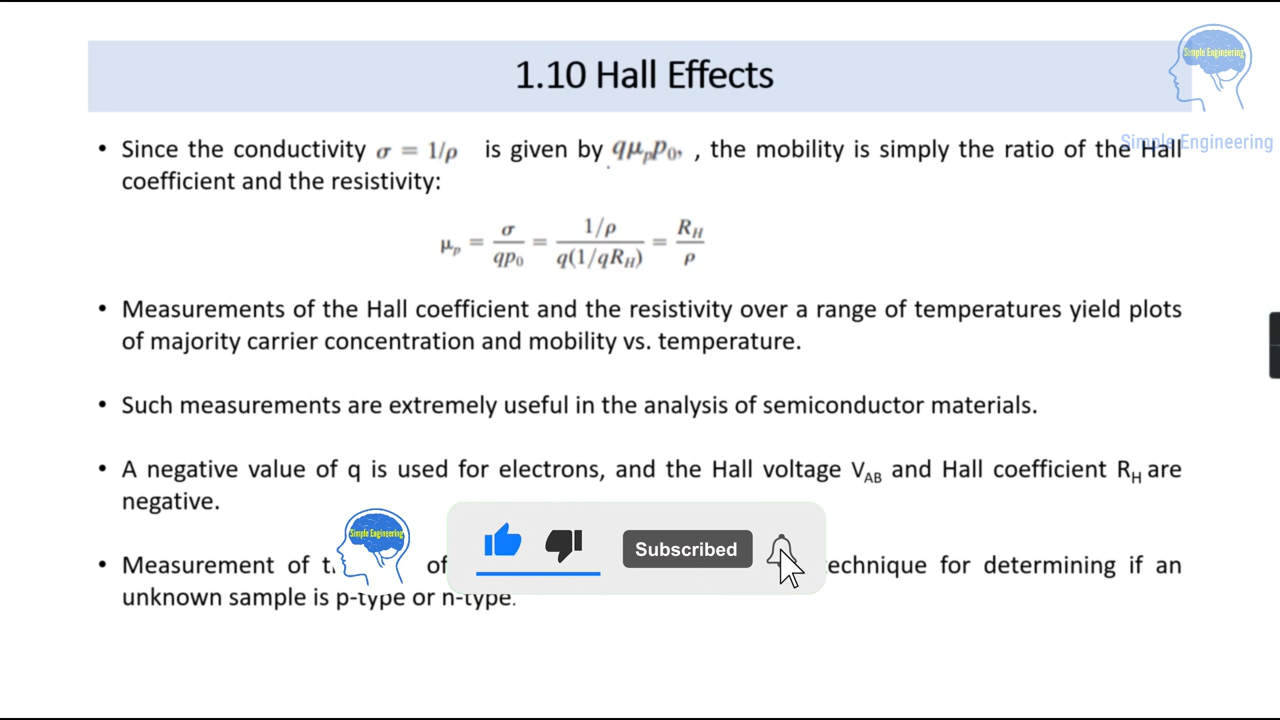 1.10 Hall Effects
Simple Engineering
Simple Engineering
• Since the conductivity σ = 1/ρ is given by qμₚp₀, , the mobility is simply the ratio of the Hall
coefficient and the resistivity:
μₚ = σ / qp₀ = 1/ρ / q(1/qR_H) = R_H / ρ
• Measurements of the Hall coefficient and the resistivity over a range of temperatures yield plots
of majority carrier concentration and mobility vs. temperature.
• Such measurements are extremely useful in the analysis of semiconductor materials.
• A negative value of q is used for electrons, and the Hall voltage V_AB and Hall coefficient R_H are
negative.
Simple Engineering
Subscribed
• Measurement of of echnique for determining if an
unknown sample is p-type or n-type.